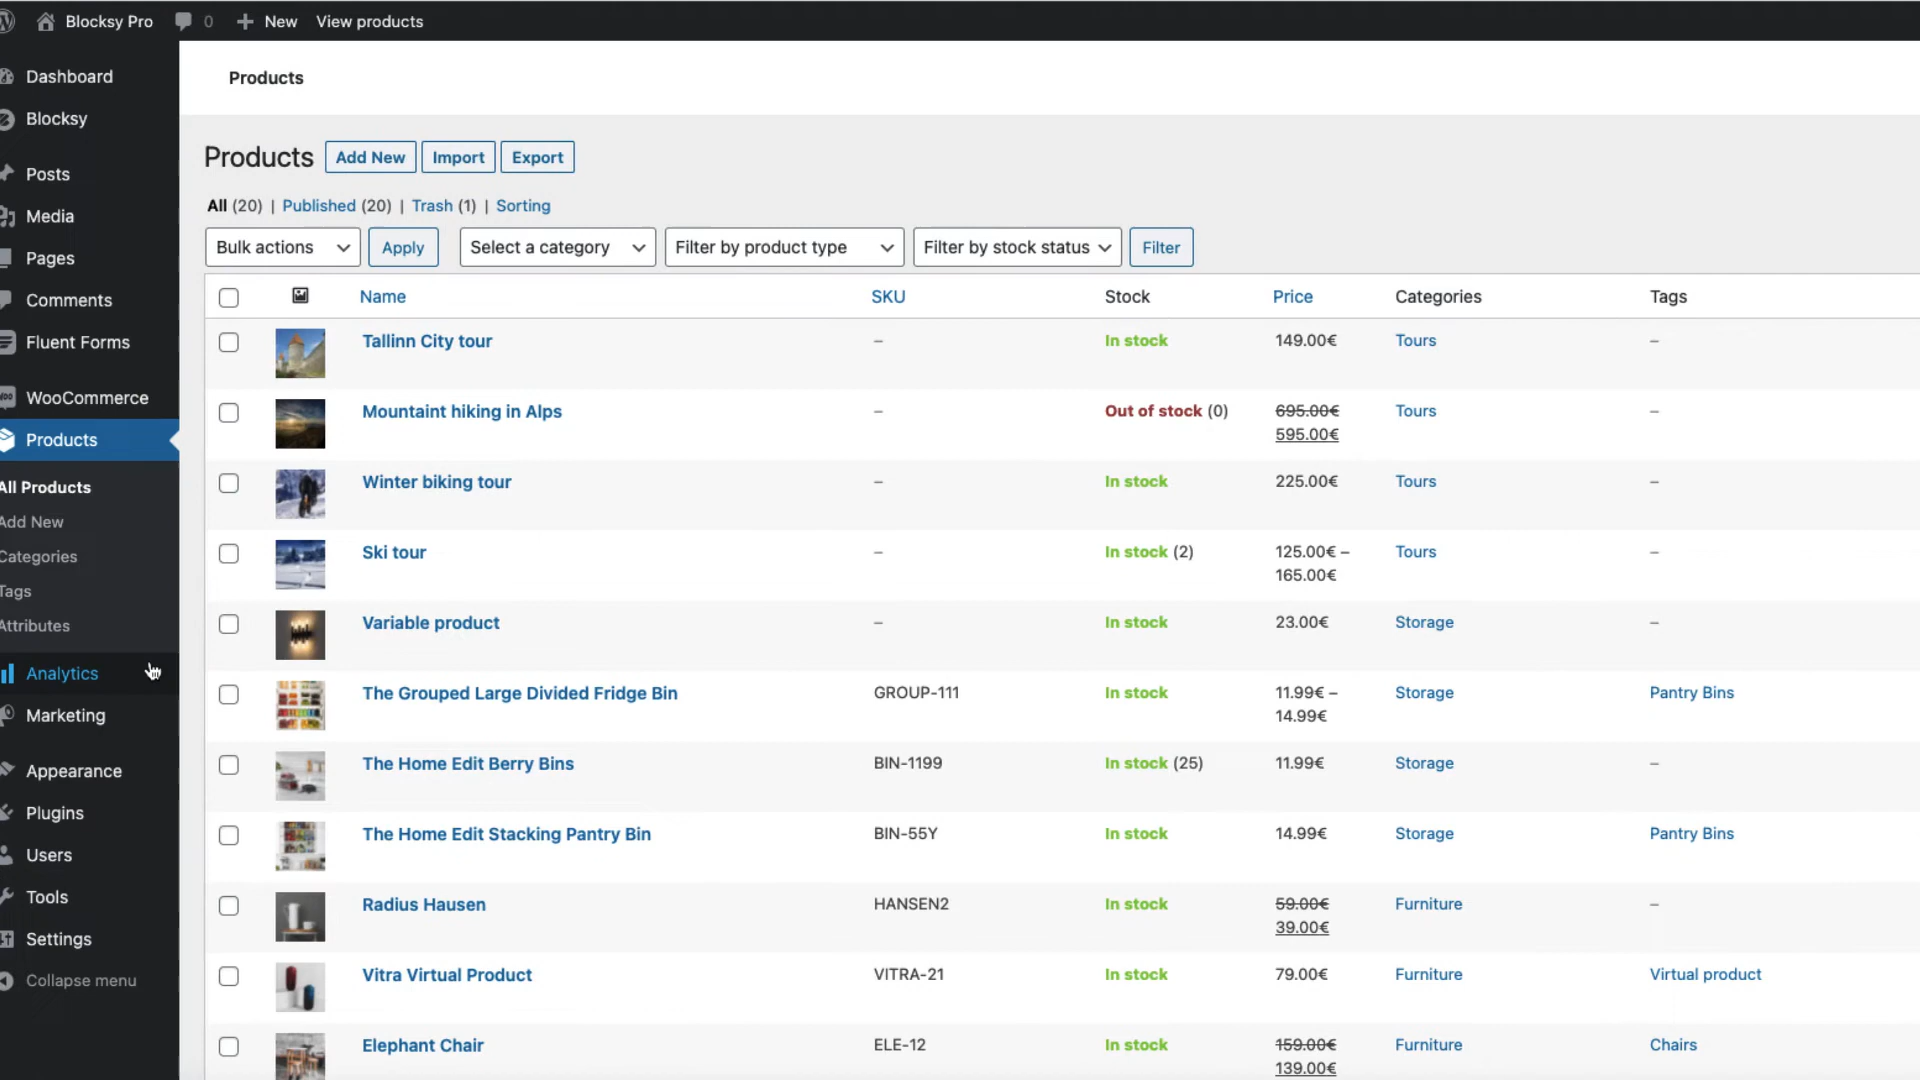 Blocksy Pro 0 New View products
Dashboard
Blocksy
Posts
Media
Pages
Comments
Fluent Forms
WooCommerce
Products
All Products
Add New
Categories
Tags
Attributes
Analytics
Marketing
Appearance
Plugins
Users
Tools
Settings
Collapse menu
Products
Products Add New Import Export
All (20) | Published (20) | Trash (1) | Sorting
Bulk actions Apply Select a category Filter by product type Filter by stock status Filter
Name SKU Stock Price Categories Tags
Tallinn City tour – In stock 149.00€ Tours –
Mountaint hiking in Alps – Out of stock (0) 695.00€ Tours –
595.00€
Winter biking tour – In stock 225.00€ Tours –
Ski tour – In stock (2) 125.00€ – Tours –
165.00€
Variable product – In stock 23.00€ Storage –
The Grouped Large Divided Fridge Bin GROUP-111 In stock 11.99€ – Storage Pantry Bins
14.99€
The Home Edit Berry Bins BIN-1199 In stock (25) 11.99€ Storage –
The Home Edit Stacking Pantry Bin BIN-55Y In stock 14.99€ Storage Pantry Bins
Radius Hausen HANSEN2 In stock 59.00€ Furniture –
39.00€
Vitra Virtual Product VITRA-21 In stock 79.00€ Furniture Virtual product
Elephant Chair ELE-12 In stock 159.00€ Furniture Chairs
139.00€